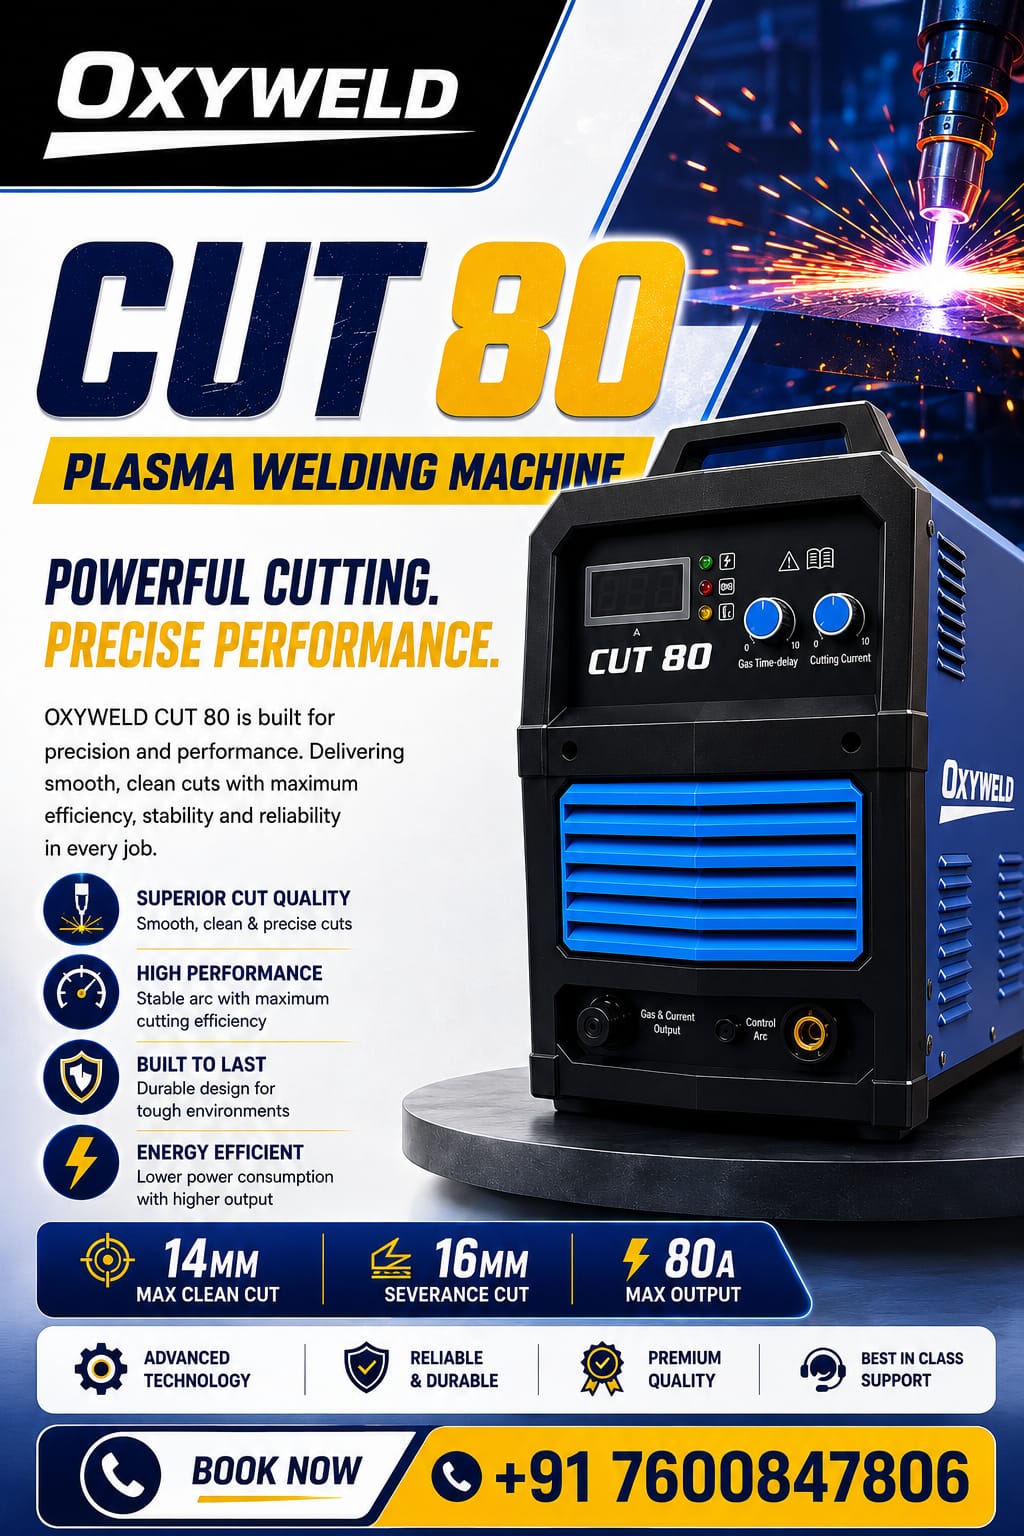 OXYWELD
CUT 80
PLASMA WELDING MACHINE
POWERFUL CUTTING.
PRECISE PERFORMANCE.
OXYWELD CUT 80 is built for
precision and performance. Delivering
smooth, clean cuts with maximum
efficiency, stability and reliability
in every job.
SUPERIOR CUT QUALITY
Smooth, clean & precise cuts
HIGH PERFORMANCE
Stable arc with maximum
cutting efficiency
BUILT TO LAST
Durable design for
tough environments
ENERGY EFFICIENT
Lower power consumption
with higher output
A
CUT 80
0 10
Gas Time-delay
0 10
Cutting Current
OXYWELD
Gas & Current
Output
Control
Arc
14MM
MAX CLEAN CUT
16MM
SEVERANCE CUT
80A
MAX OUTPUT
ADVANCED
TECHNOLOGY
RELIABLE
& DURABLE
PREMIUM
QUALITY
BEST IN CLASS
SUPPORT
BOOK NOW
+91 7600847806